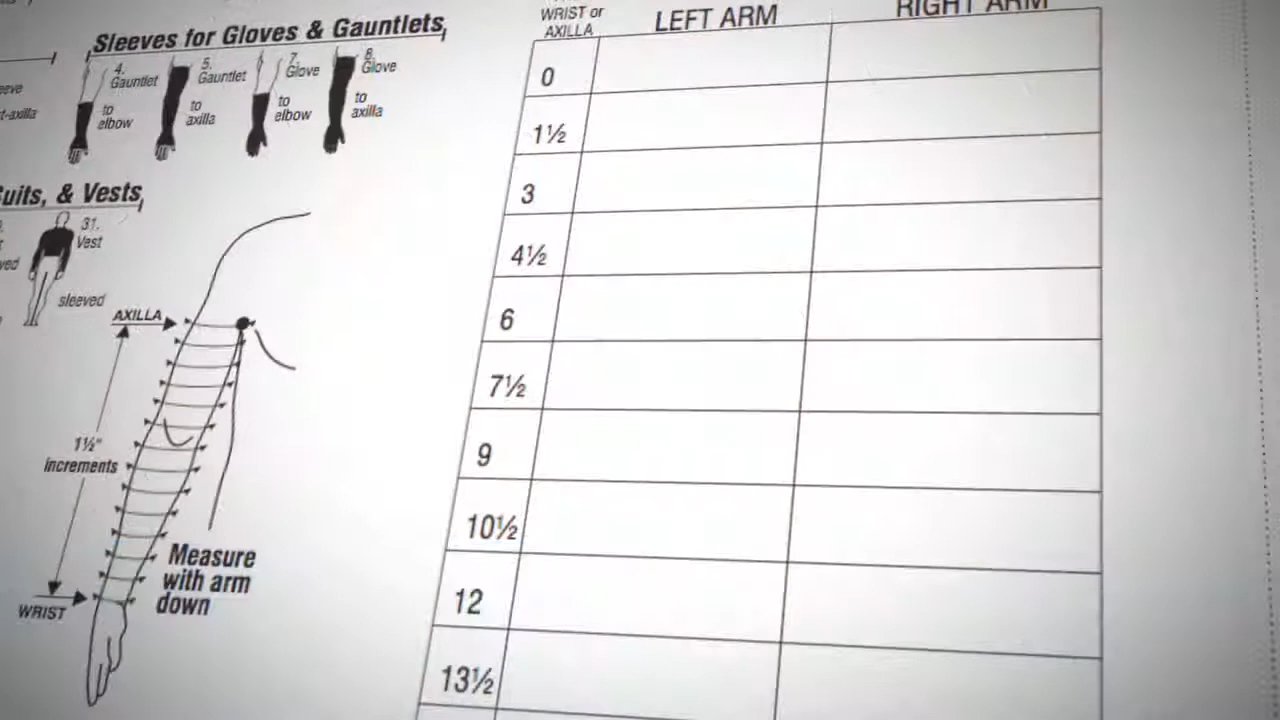 Sleeves for Gloves & Gauntlets
4. Gauntlet to elbow
5. Gauntlet to axilla
7. Glove to elbow
8. Glove to axilla
uits, & Vests
31. Vest
sleeved
AXILLA
1½" increments
WRIST
Measure
with arm
down
WRIST or
AXILLA
LEFT ARM
RIGHT ARM
0
1½
3
4½
6
7½
9
10½
12
13½